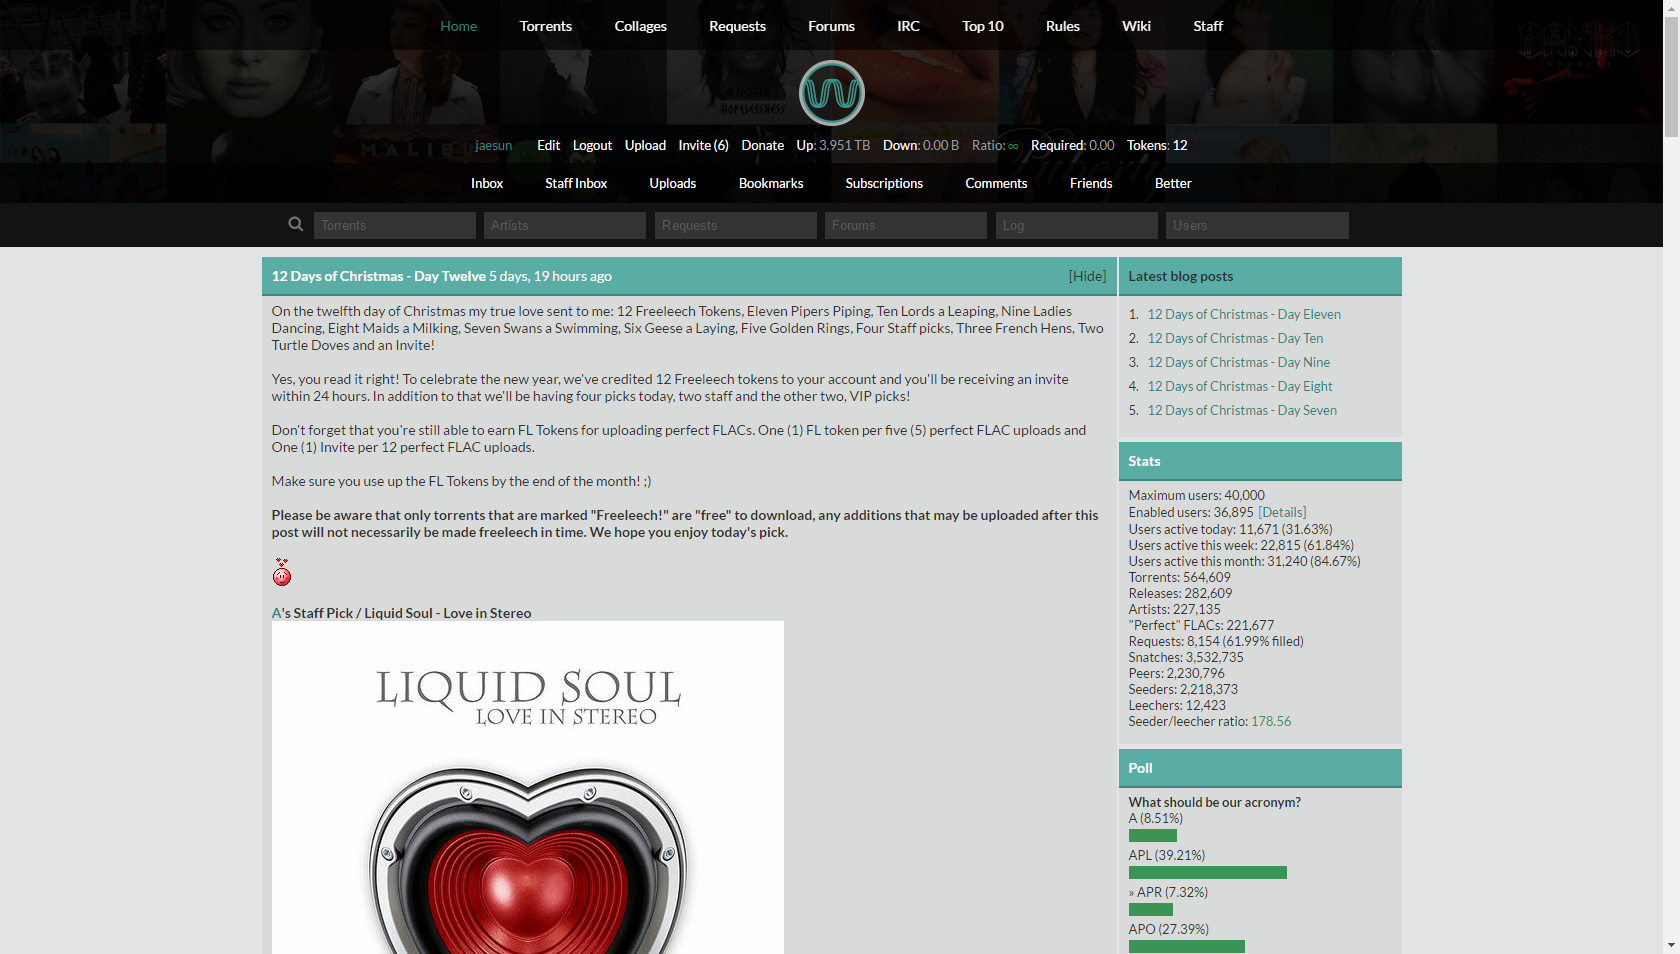 Home Torrents Collages Requests Forums IRC Top 10 Rules Wiki Staff
HOPELESSNESS
jaesun Edit Logout Upload Invite (6) Donate Up: 3.951 TB Down: 0.00 B Ratio: ∞ Required: 0.00 Tokens: 12
Inbox Staff Inbox Uploads Bookmarks Subscriptions Comments Friends Better
Torrents Artists Requests Forums Log Users
12 Days of Christmas - Day Twelve 5 days, 19 hours ago [Hide]
On the twelfth day of Christmas my true love sent to me: 12 Freeleech Tokens, Eleven Pipers Piping, Ten Lords a Leaping, Nine Ladies
Dancing, Eight Maids a Milking, Seven Swans a Swimming, Six Geese a Laying, Five Golden Rings, Four Staff picks, Three French Hens, Two
Turtle Doves and an Invite!
Yes, you read it right! To celebrate the new year, we've credited 12 Freeleech tokens to your account and you'll be receiving an invite
within 24 hours. In addition to that we'll be having four picks today, two staff and the other two, VIP picks!
Don't forget that you're still able to earn FL Tokens for uploading perfect FLACs. One (1) FL token per five (5) perfect FLAC uploads and
One (1) Invite per 12 perfect FLAC uploads.
Make sure you use up the FL Tokens by the end of the month! ;)
Please be aware that only torrents that are marked "Freeleech!" are "free" to download, any additions that may be uploaded after this
post will not necessarily be made freeleech in time. We hope you enjoy today's pick.
A's Staff Pick / Liquid Soul - Love in Stereo
LIQUID SOUL
LOVE IN STEREO
Latest blog posts
1. 12 Days of Christmas - Day Eleven
2. 12 Days of Christmas - Day Ten
3. 12 Days of Christmas - Day Nine
4. 12 Days of Christmas - Day Eight
5. 12 Days of Christmas - Day Seven
Stats
Maximum users: 40,000
Enabled users: 36,895 [Details]
Users active today: 11,671 (31.63%)
Users active this week: 22,815 (61.84%)
Users active this month: 31,240 (84.67%)
Torrents: 564,609
Releases: 282,609
Artists: 227,135
"Perfect" FLACs: 221,677
Requests: 8,154 (61.99% filled)
Snatches: 3,532,735
Peers: 2,230,796
Seeders: 2,218,373
Leechers: 12,423
Seeder/leecher ratio: 178.56
Poll
What should be our acronym?
A (8.51%)
APL (39.21%)
» APR (7.32%)
APO (27.39%)